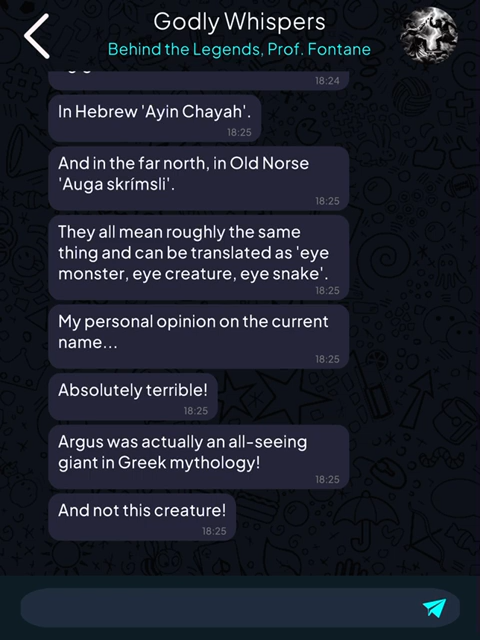 Godly Whispers
Behind the Legends, Prof. Fontane
18:24
In Hebrew 'Ayin Chayah'.
18:25
And in the far north, in Old Norse
'Auga skrímsli'.
18:25
They all mean roughly the same
thing and can be translated as 'eye
monster, eye creature, eye snake'.
18:25
My personal opinion on the current
name...
18:25
Absolutely terrible!
18:25
Argus was actually an all-seeing
giant in Greek mythology!
18:25
And not this creature!
18:25